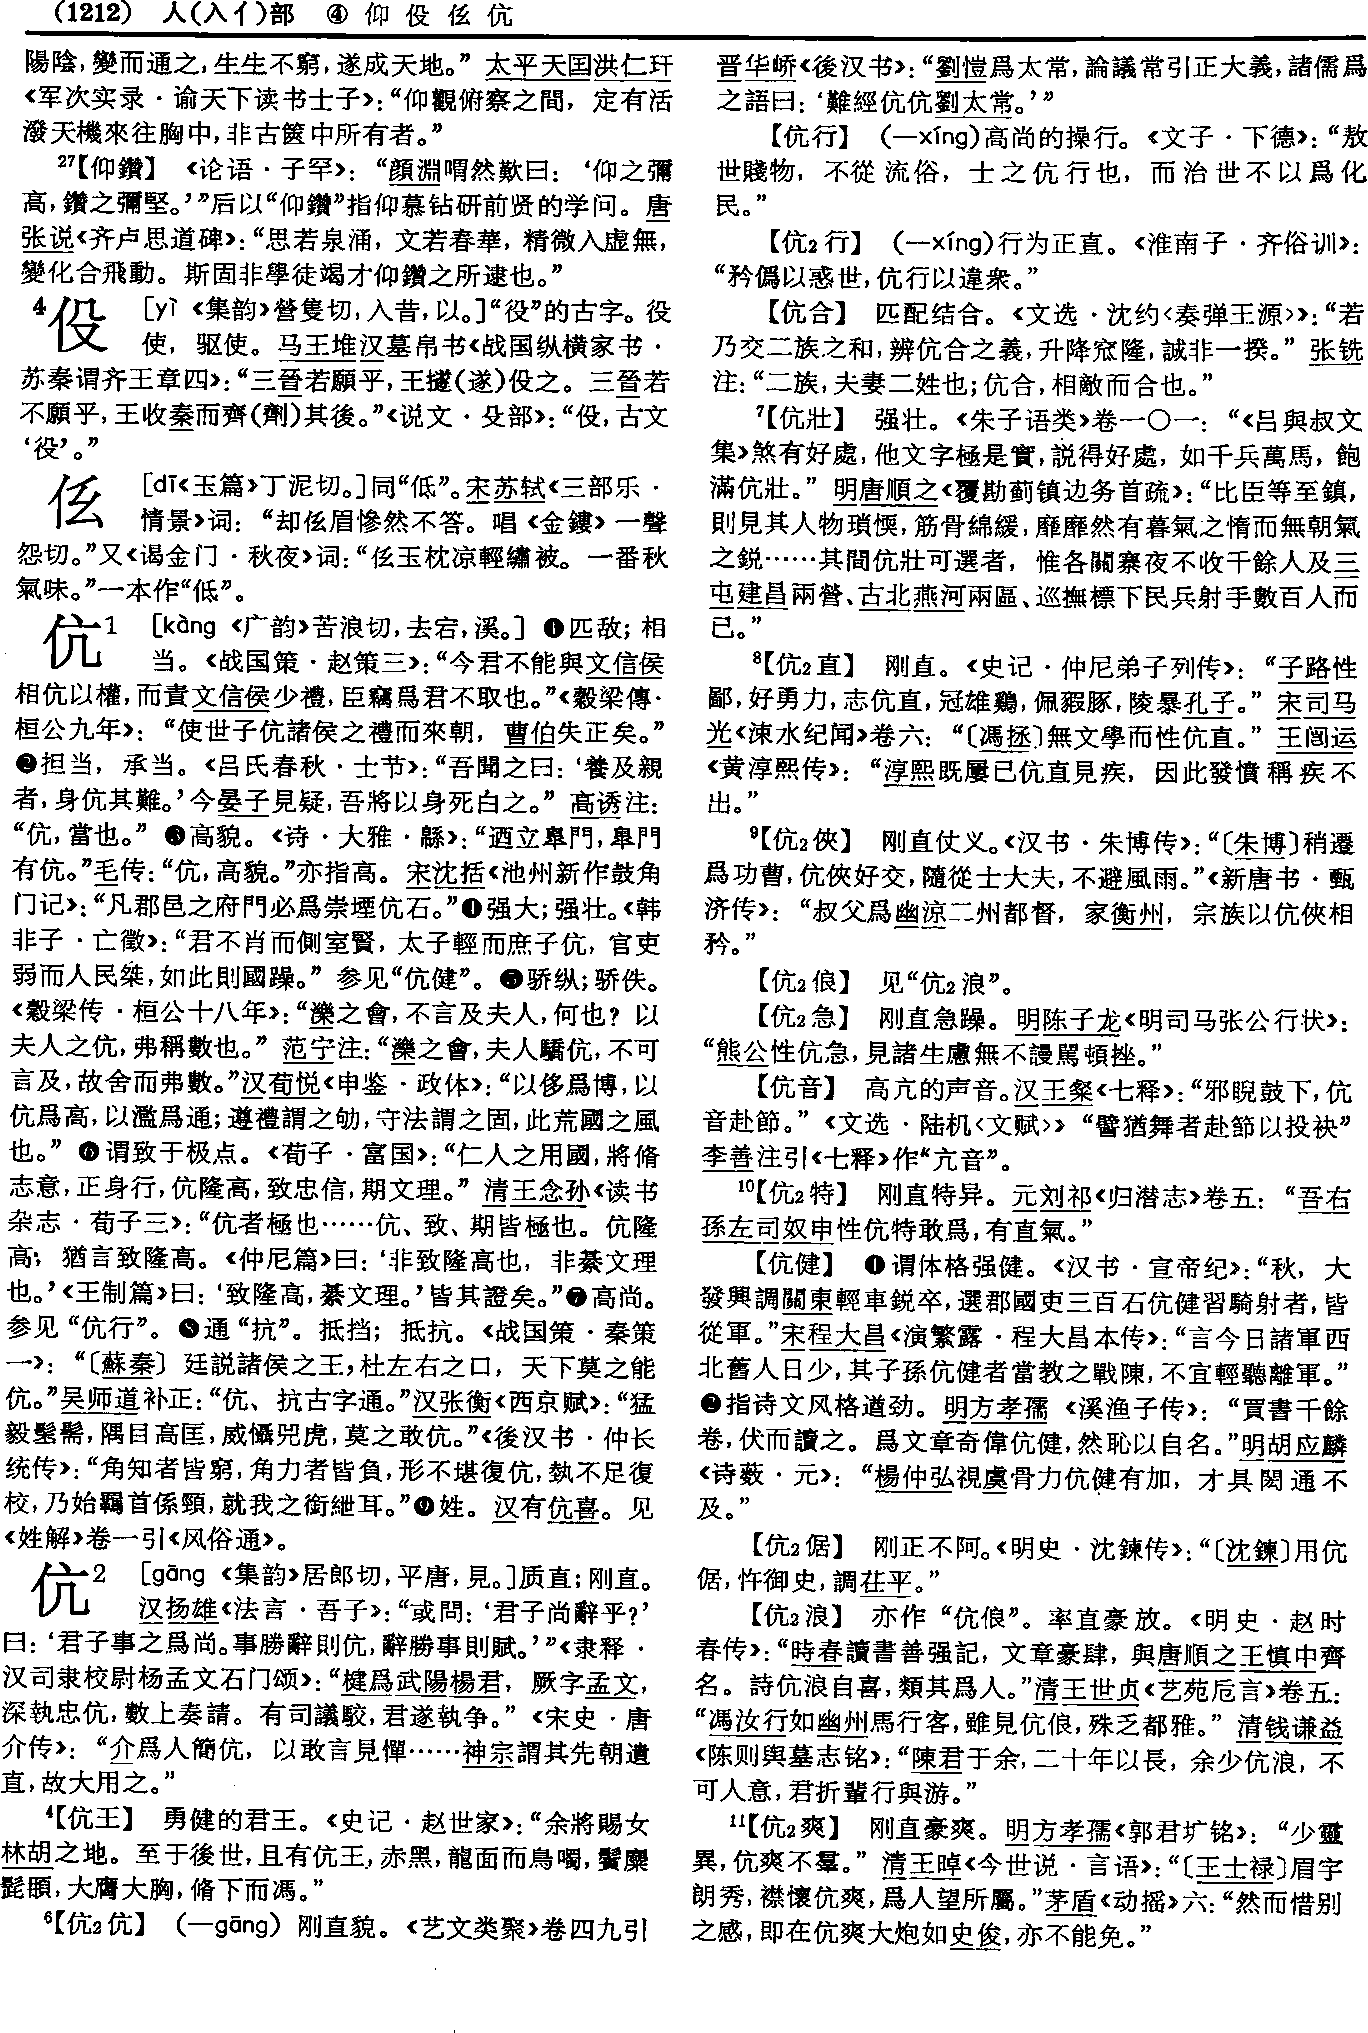 (1212) 人(入亻)部 ④ 仰 伇 仾 伉
陽陰，變而通之，生生不窮，遂成天地。” 太平天囯洪仁玕
《军次实录·谕天下读书士子》：“仰觀俯察之間，定有活
潑天機來往胸中，非古篋中所有者。”
27【仰鑽】 《论语·子罕》：“顔淵喟然歎曰：‘仰之彌
高，鑽之彌堅。’”后以“仰鑽”指仰慕钻研前贤的学问。唐
张说《齐卢思道碑》：“思若泉涌，文若春華，精微入虚無，
變化合飛動。斯固非學徒竭才仰鑽之所逮也。”
4伇 [yì 《集韵》營隻切，入昔，以。]“役”的古字。役
使，驱使。马王堆汉墓帛书《战国纵横家书·
苏秦谓齐王章四》：“三晉若願乎，王㩓(遂)伇之。三晉若
不願乎，王收秦而齊(劑)其後。”《说文·殳部》：“伇，古文
‘役’。”
仾 [dī《玉篇》丁泥切。]同“低”。宋苏轼《三部乐·
情景》词：“却仾眉慘然不答。唱《金鏤》一聲
怨切。”又《谒金门·秋夜》词：“仾玉枕凉輕繡被。一番秋
氣味。”一本作“低”。
伉1 [kàng 《广韵》苦浪切，去宕，溪。] ❶匹敌；相
当。《战国策·赵策三》：“今君不能與文信侯
相伉以權，而責文信侯少禮，臣竊爲君不取也。”《穀梁傳·
桓公九年》：“使世子伉諸侯之禮而來朝，曹伯失正矣。”
❷担当，承当。《吕氏春秋·士节》：“吾聞之曰：‘養及親
者，身伉其難。’今晏子見疑，吾將以身死白之。”高诱注：
“伉，當也。” ❸高貌。《诗·大雅·緜》：“迺立臯門，臯門
有伉。”毛传：“伉，高貌。”亦指高。宋沈括《池州新作鼓角
门记》：“凡郡邑之府門必爲崇堙伉石。”❹强大；强壮。《韩
非子·亡徵》：“君不肖而側室賢，太子輕而庶子伉，官吏
弱而人民桀，如此則國躁。”参见“伉健”。❺骄纵；骄佚。
《穀梁传·桓公十八年》：“濼之會，不言及夫人，何也？以
夫人之伉，弗稱數也。”范宁注：“濼之會，夫人驕伉，不可
言及，故舍而弗數。”汉荀悦《申鉴·政体》：“以侈爲博，以
伉爲高，以濫爲通；遵禮謂之劬，守法謂之固，此荒國之風
也。” ❻谓致于极点。《荀子·富国》：“仁人之用國，將脩
志意，正身行，伉隆高，致忠信，期文理。”清王念孙《读书
杂志·荀子三》：“伉者極也……伉、致、期皆極也。伉隆
高；猶言致隆高。《仲尼篇》曰：‘非致隆高也，非綦文理
也。’《王制篇》曰：‘致隆高，綦文理。’皆其證矣。”❼高尚。
参见“伉行”。❽通“抗”。抵挡；抵抗。《战国策·秦策
一》：“〔蘇秦〕廷説諸侯之王，杜左右之口，天下莫之能
伉。”吴师道补正：“伉、抗古字通。”汉张衡《西京赋》：“猛
毅髬髵，隅目高匡，威懾兕虎，莫之敢伉。”《後汉书·仲长
统传》：“角知者皆窮，角力者皆負，形不堪復伉，埶不足復
校，乃始羈首係頸，就我之銜紲耳。”❾姓。汉有伉喜。见
《姓解》卷一引《风俗通》。
伉2 [gāng 《集韵》居郎切，平唐，見。]质直；刚直。
汉扬雄《法言·吾子》：“或問：‘君子尚辭乎？’
曰：‘君子事之爲尚。事勝辭則伉，辭勝事則賦。’”《隶释·
汉司隶校尉杨孟文石门颂》：“楗爲武陽楊君，厥字孟文，
深執忠伉，數上奏請。有司議駮，君遂執争。”《宋史·唐
介传》：“介爲人簡伉，以敢言見憚……神宗謂其先朝遺
直，故大用之。”
4【伉王】 勇健的君王。《史记·赵世家》：“余將賜女
林胡之地。至于後世，且有伉王，赤黑，龍面而鳥噣，鬢麋
髭䫇，大膺大胸，脩下而馮。”
6【伉2伉】 (一gāng) 刚直貌。《艺文类聚》卷四九引
晋华峤《後汉书》：“劉愷爲太常，論議常引正大義，諸儒爲
之語曰：‘難經伉伉劉太常。’”
【伉行】 (一xíng)高尚的操行。《文子·下德》：“敖
世賤物，不從流俗，士之伉行也，而治世不以爲化
民。”
【伉2行】 (一xíng)行为正直。《淮南子·齐俗训》：
“矜僞以惑世，伉行以違衆。”
【伉合】 匹配结合。《文选·沈约〈奏弹王源〉》：“若
乃交二族之和，辨伉合之義，升降窊隆，誠非一揆。”张铣
注：“二族，夫妻二姓也；伉合，相敵而合也。”
7【伉壯】 强壮。《朱子语类》卷一〇一：“《吕與叔文
集》煞有好處，他文字極是實，説得好處，如千兵萬馬，飽
滿伉壯。”明唐順之《覆勘蓟镇边务首疏》：“比臣等至鎮，
則見其人物瑣愞，筋骨綿緩，靡靡然有暮氣之惰而無朝氣
之鋭……其間伉壯可選者，惟各關寨夜不收千餘人及三
屯建昌兩營、古北燕河兩區、巡撫標下民兵射手數百人而
已。”
8【伉2直】 刚直。《史记·仲尼弟子列传》：“子路性
鄙，好勇力，志伉直，冠雄鷄，佩豭豚，陵暴孔子。”宋司马
光《涑水纪闻》卷六：“〔馮拯〕無文學而性伉直。”王闿运
《黄淳熙传》：“淳熙既屢已伉直見疾，因此發憤稱疾不
出。”
9【伉2俠】 刚直仗义。《汉书·朱博传》：“〔朱博〕稍遷
爲功曹，伉俠好交，隨從士大夫，不避風雨。”《新唐书·甄
济传》：“叔父爲幽涼二州都督，家衡州，宗族以伉俠相
矜。”
【伉2俍】 见“伉2浪”。
【伉2急】 刚直急躁。明陈子龙《明司马张公行状》：
“熊公性伉急，見諸生慮無不謾駡頓挫。”
【伉音】 高亢的声音。汉王粲《七释》：“邪睨鼓下，伉
音赴節。”《文选·陆机〈文赋〉》“譬猶舞者赴節以投袂”
李善注引《七释》作“亢音”。
10【伉2特】 刚直特异。元刘祁《归潜志》卷五：“吾右
孫左司奴申性伉特敢爲，有直氣。”
【伉健】 ❶谓体格强健。《汉书·宣帝纪》：“秋，大
發興調關東輕車鋭卒，選郡國吏三百石伉健習騎射者，皆
從軍。”宋程大昌《演繁露·程大昌本传》：“言今日諸軍西
北舊人日少，其子孫伉健者當教之戰陳，不宜輕聽離軍。”
❷指诗文风格遒劲。明方孝孺《溪渔子传》：“買書千餘
卷，伏而讀之。爲文章奇偉伉健，然恥以自名。”明胡应麟
《诗薮·元》：“楊仲弘視虞骨力伉健有加，才具閎通不
及。”
【伉2倨】 刚正不阿。《明史·沈鍊传》：“〔沈鍊〕用伉
倨，忤御史，調茌平。”
【伉2浪】 亦作“伉俍”。率直豪放。《明史·赵时
春传》：“時春讀書善强記，文章豪肆，與唐順之王慎中齊
名。詩伉浪自喜，類其爲人。”清王世贞《艺苑卮言》卷五：
“馮汝行如幽州馬行客，雖見伉俍，殊乏都雅。”清钱谦益
《陈则舆墓志铭》：“陳君于余，二十年以長，余少伉浪，不
可人意，君折輩行與游。”
11【伉2爽】 刚直豪爽。明方孝孺《郭君圹铭》：“少靈
異，伉爽不羣。”清王晫《今世说·言语》：“〔王士禄〕眉宇
朗秀，襟懷伉爽，爲人望所屬。”茅盾《动摇》六：“然而惜别
之感，即在伉爽大炮如史俊，亦不能免。”